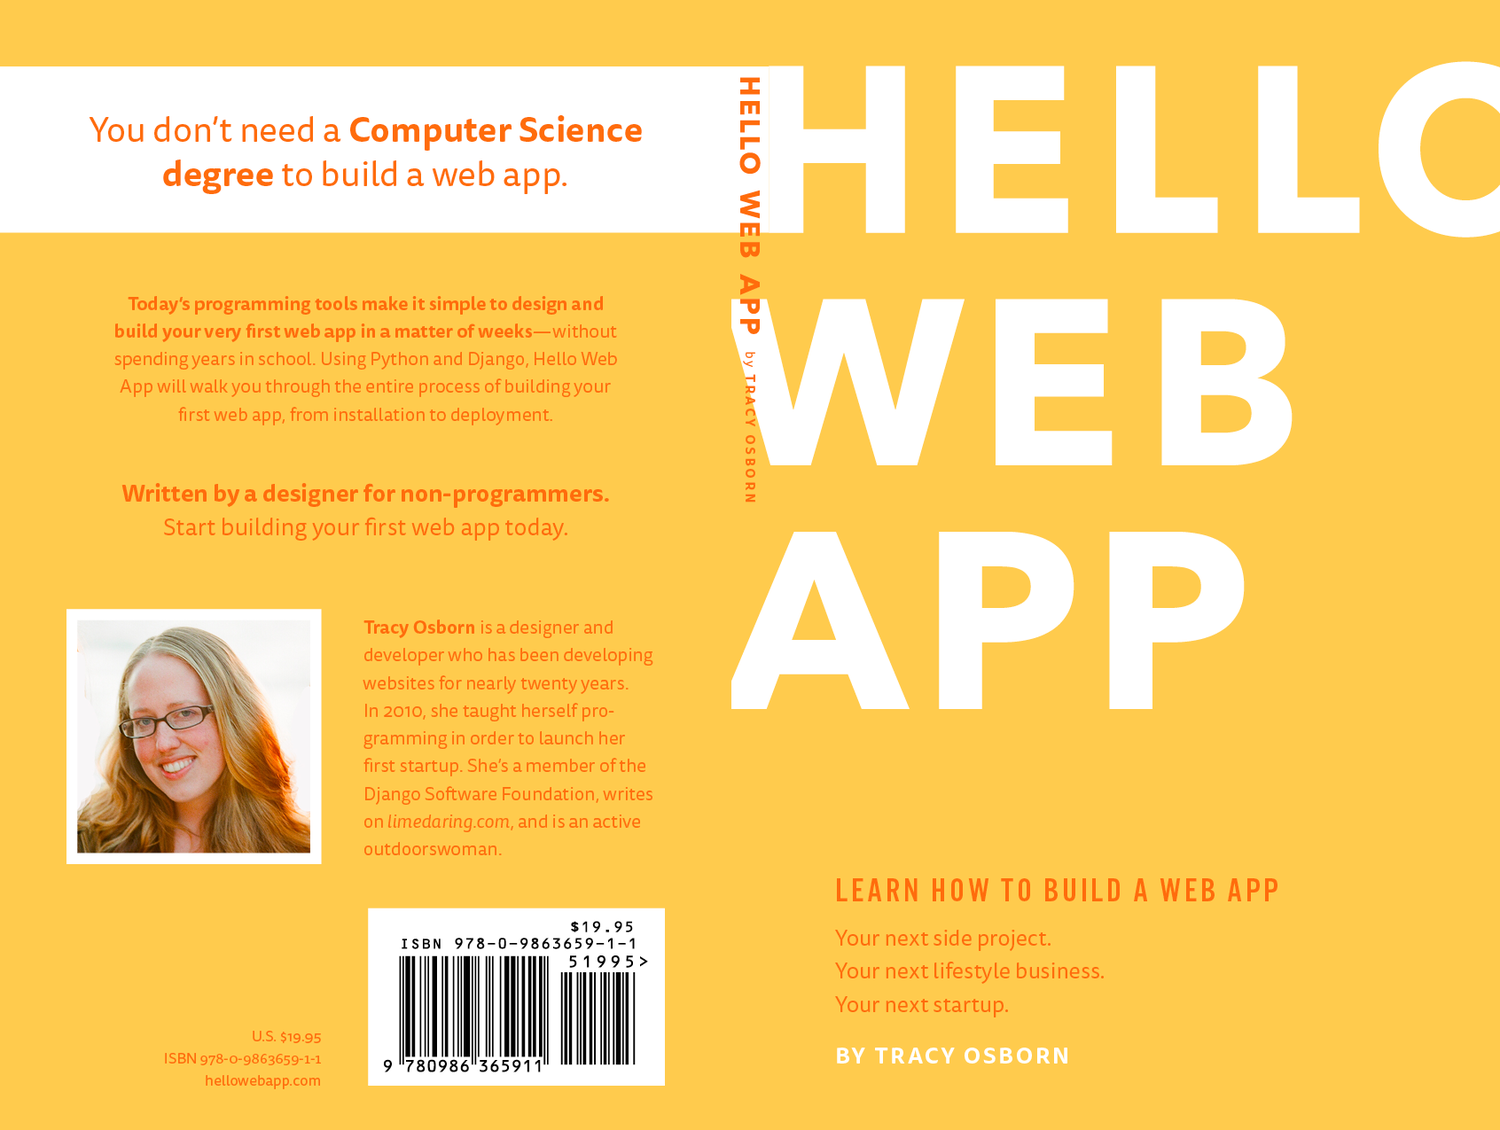 You don't need a Computer Science
degree to build a web app.
Today's programming tools make it simple to design and
build your very first web app in a matter of weeks—without
spending years in school. Using Python and Django, Hello Web
App will walk you through the entire process of building your
first web app, from installation to deployment.
Written by a designer for non-programmers.
Start building your first web app today.
Tracy Osborn is a designer and
developer who has been developing
websites for nearly twenty years.
In 2010, she taught herself pro-
gramming in order to launch her
first startup. She's a member of the
Django Software Foundation, writes
on limedaring.com, and is an active
outdoorswoman.
$19.95
ISBN 978-0-9863659-1-1
51995>
9 780986 365911
U.S. $19.95
ISBN 978-0-9863659-1-1
hellowebapp.com
HELLO WEB APP by TRACY OSBORN
HELLO
WEB
APP
LEARN HOW TO BUILD A WEB APP
Your next side project.
Your next lifestyle business.
Your next startup.
BY TRACY OSBORN